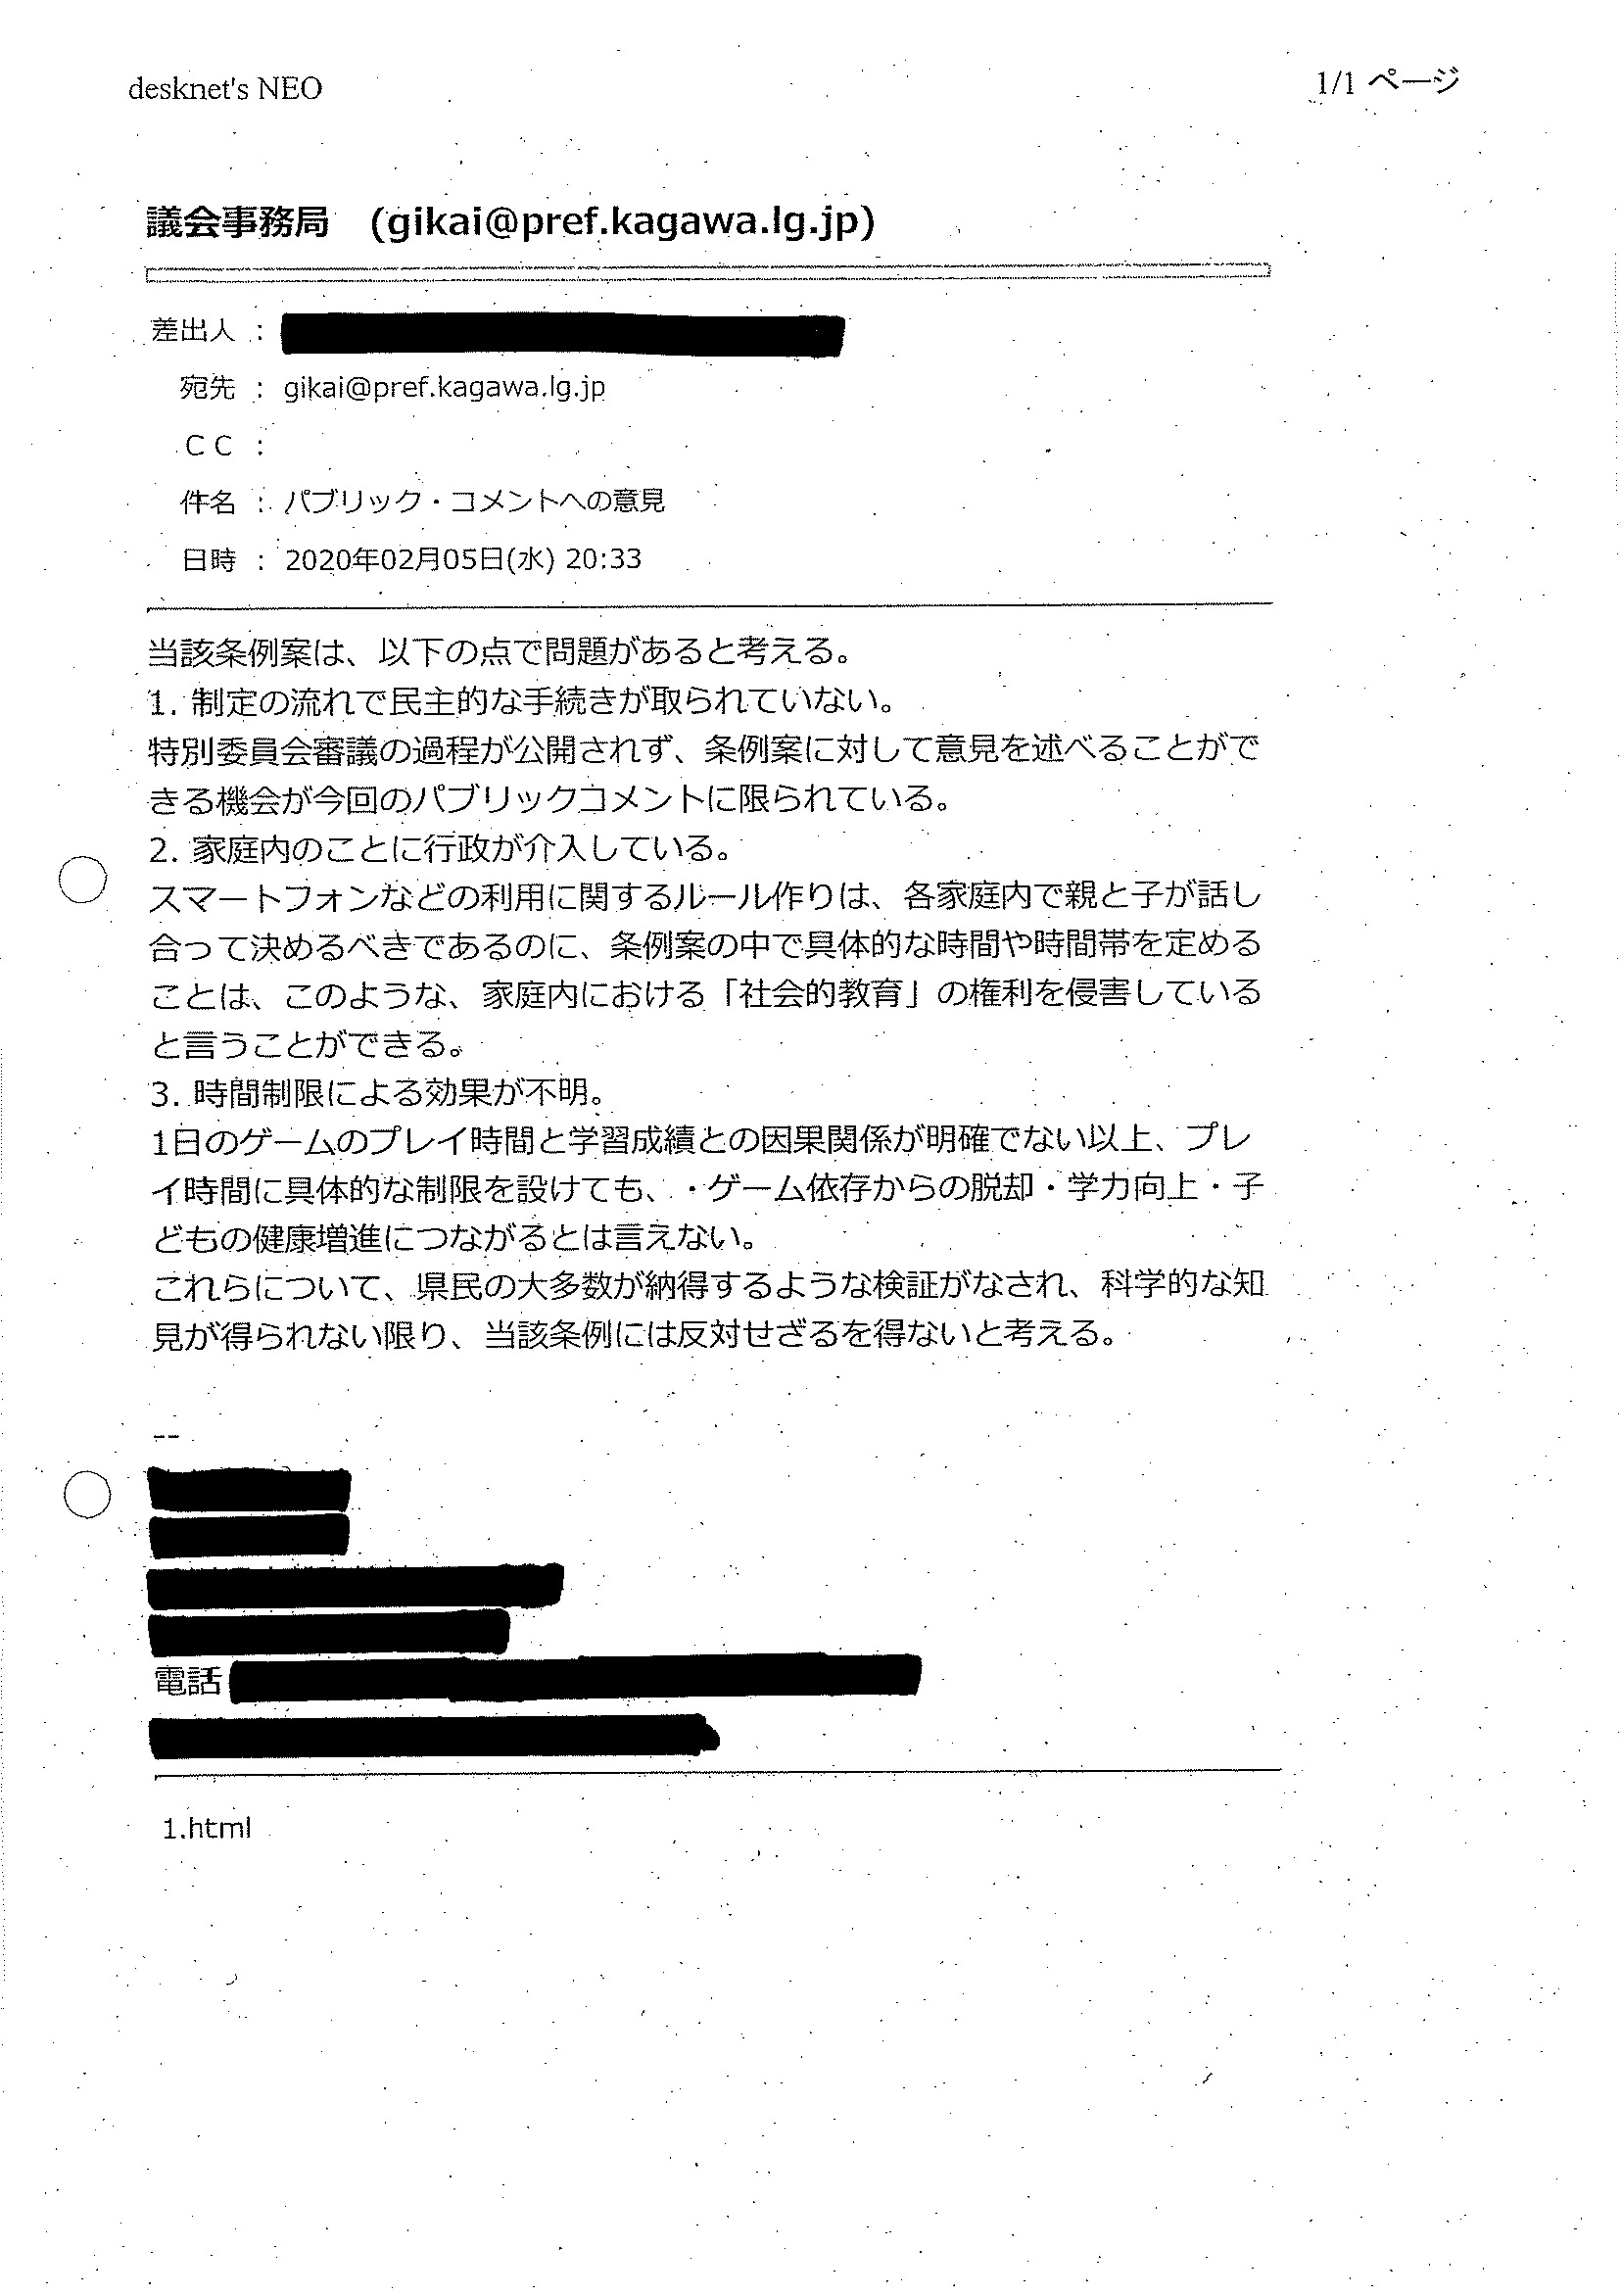 desknet's NEO
1/1 ページ
議会事務局 (gikai@pref.kagawa.lg.jp)
差出人 :
宛先 : gikai@pref.kagawa.lg.jp
CC :
件名 : パブリック・コメントへの意見
日時 : 2020年02月05日(水) 20:33
当該条例案は、以下の点で問題があると考える。
1. 制定の流れで民主的な手続きが取られていない。
特別委員会審議の過程が公開されず、条例案に対して意見を述べることがで
きる機会が今回のパブリックコメントに限られている。
2. 家庭内のことに行政が介入している。
スマートフォンなどの利用に関するルール作りは、各家庭内で親と子が話し
合って決めるべきであるのに、条例案の中で具体的な時間や時間帯を定める
ことは、このような、家庭内における「社会的教育」の権利を侵害している
と言うことができる。
3. 時間制限による効果が不明。
1日のゲームのプレイ時間と学習成績との因果関係が明確でない以上、プレ
イ時間に具体的な制限を設けても、・ゲーム依存からの脱却・学力向上・子
どもの健康増進につながるとは言えない。
これらについて、県民の大多数が納得するような検証がなされ、科学的な知
見が得られない限り、当該条例には反対せざるを得ないと考える。
--
電話
1.html